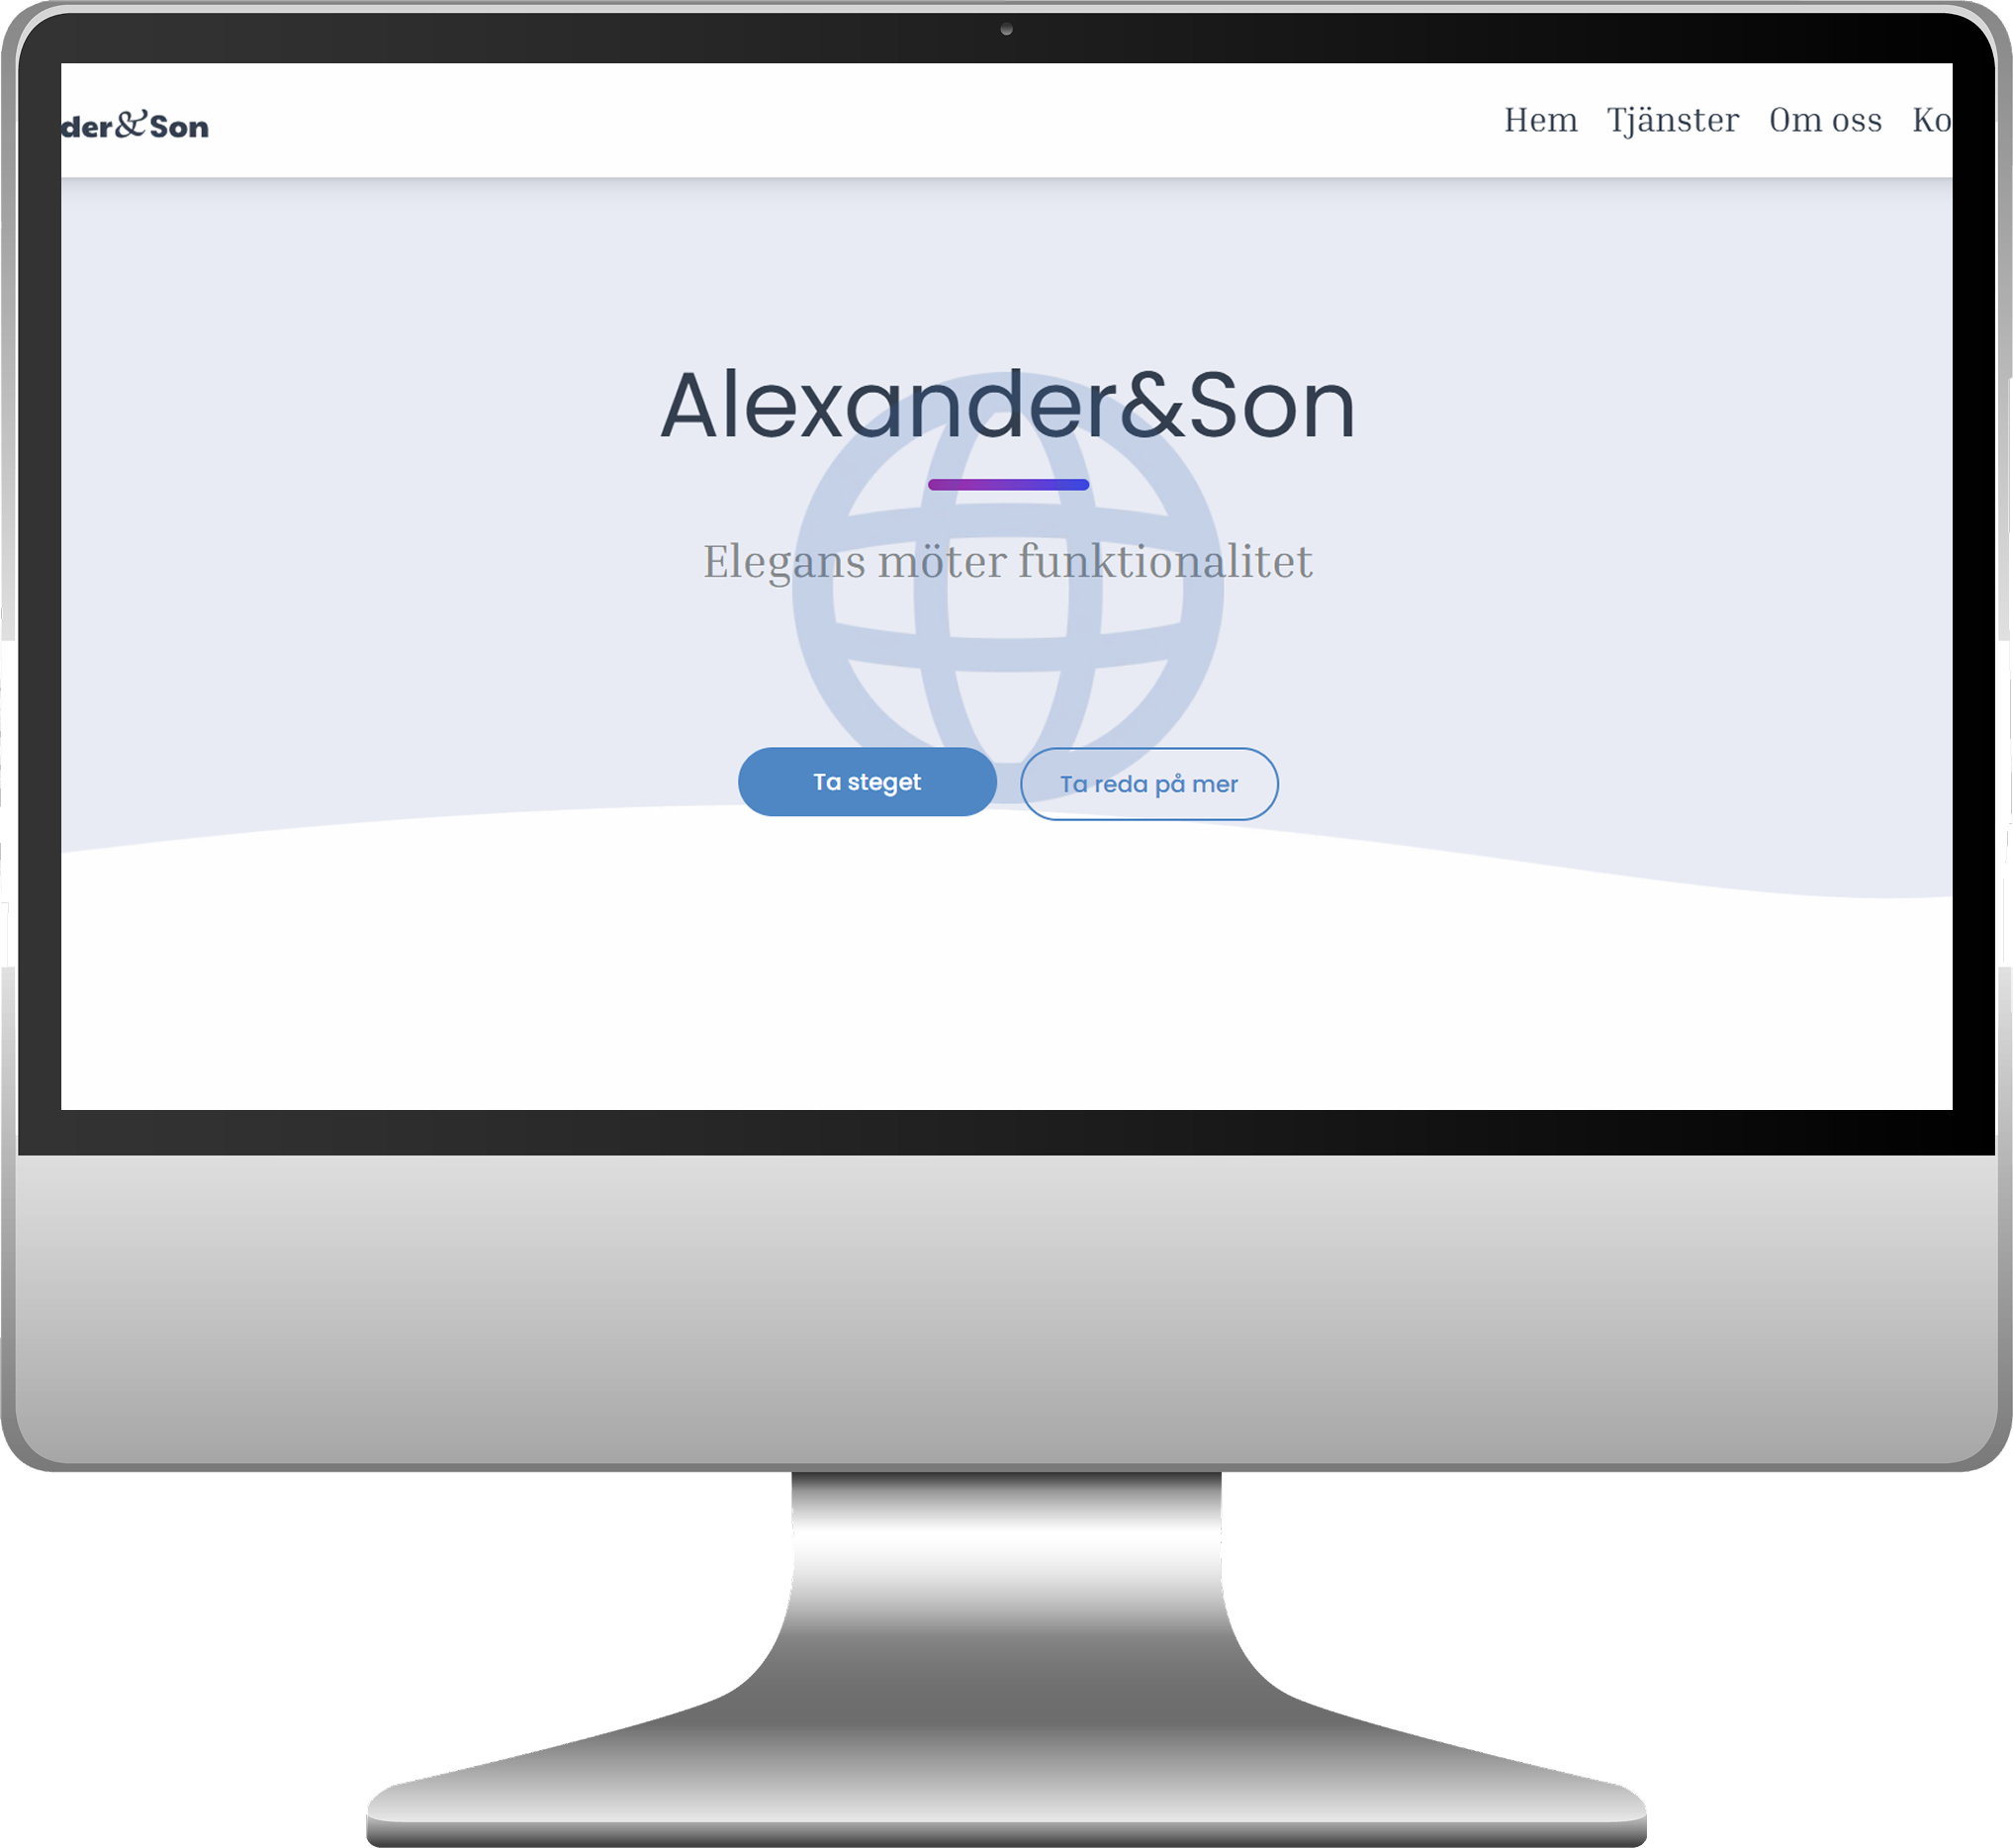 der&Son
Hem Tjänster Om oss Ko
Alexander&Son
Elegans möter funktionalitet
Ta steget
Ta reda på mer